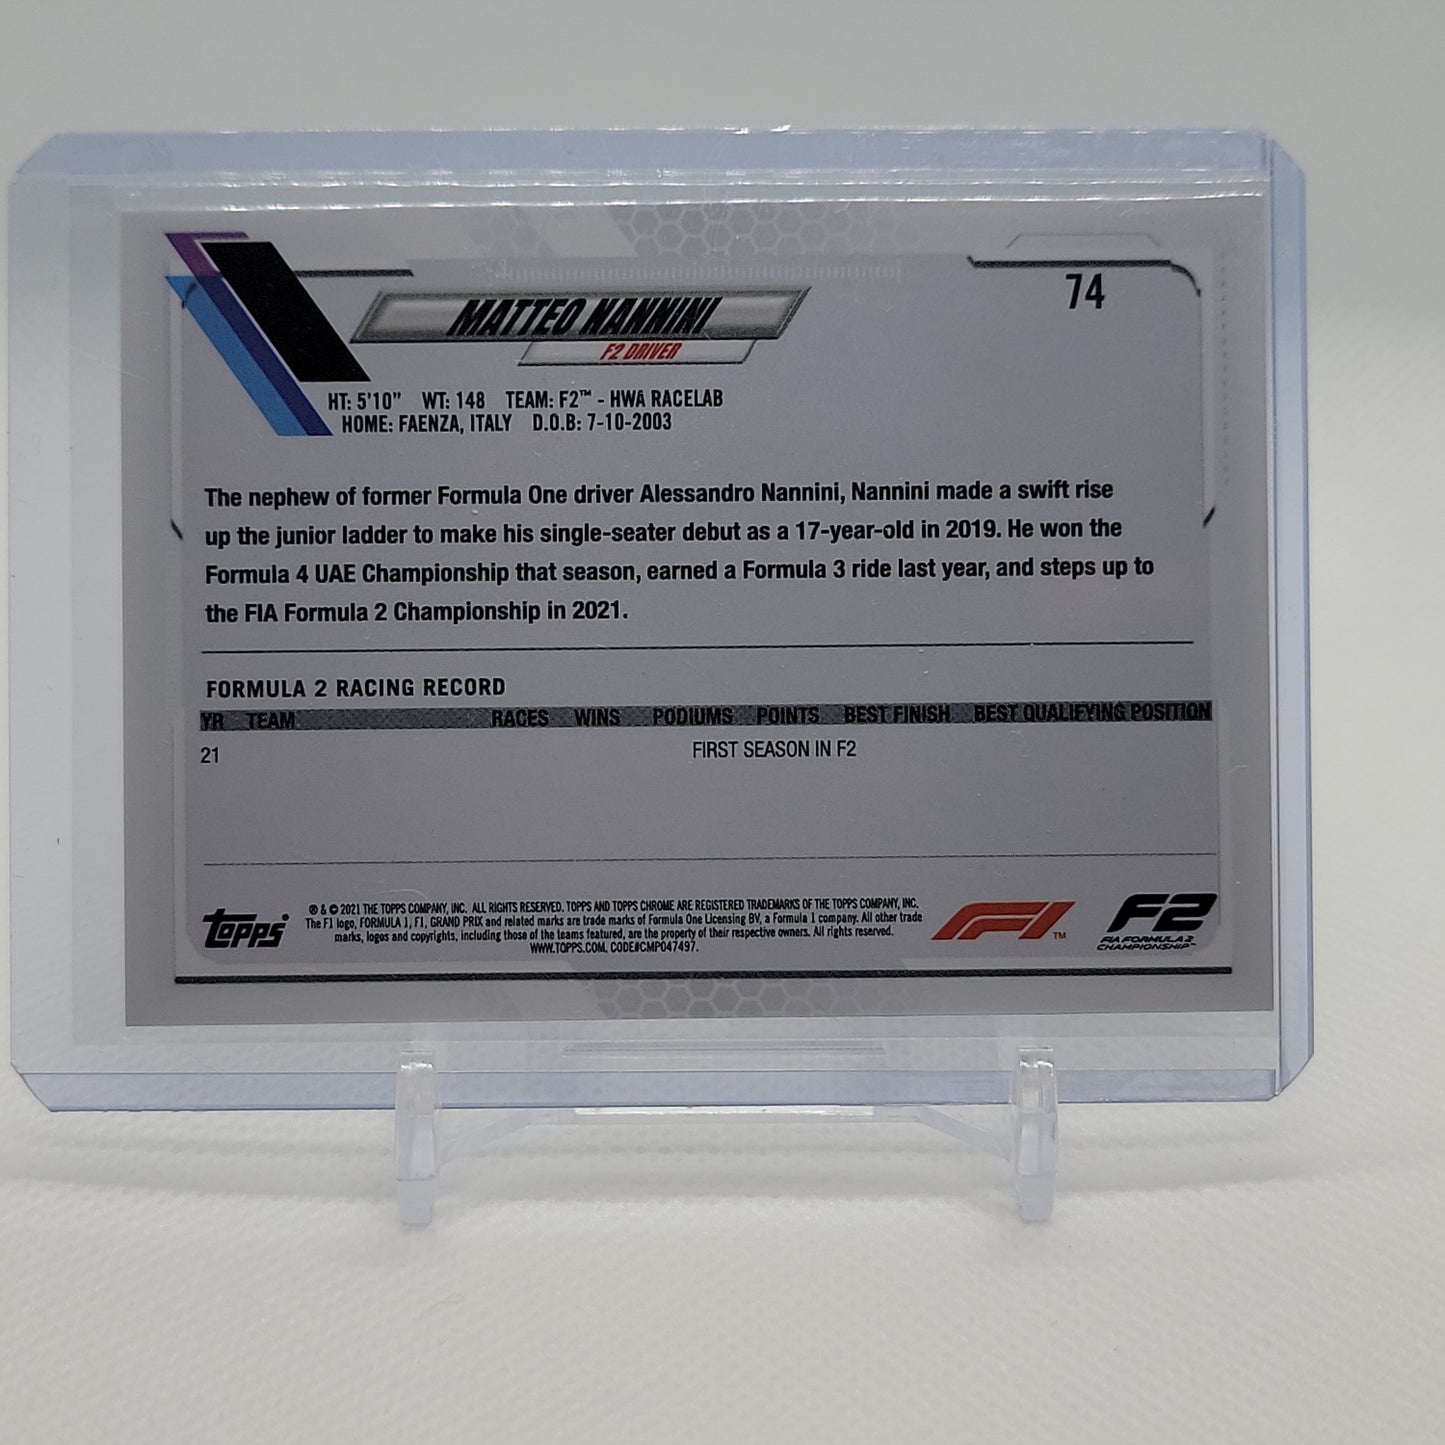 74
MATTEO NANNINI
F2 DRIVER
HT: 5'10" WT: 148 TEAM: F2™ - HWA RACELAB
HOME: FAENZA, ITALY D.O.B: 7-10-2003
The nephew of former Formula One driver Alessandro Nannini, Nannini made a swift rise
up the junior ladder to make his single-seater debut as a 17-year-old in 2019. He won the
Formula 4 UAE Championship that season, earned a Formula 3 ride last year, and steps up to
the FIA Formula 2 Championship in 2021.
FORMULA 2 RACING RECORD
YR TEAM RACES WINS PODIUMS POINTS BEST FINISH BEST QUALIFYING POSITION
21 FIRST SEASON IN F2
® & © 2021 THE TOPPS COMPANY, INC. ALL RIGHTS RESERVED. TOPPS AND TOPPS CHROME ARE REGISTERED TRADEMARKS OF THE TOPPS COMPANY, INC.
The F1 logo, FORMULA 1, F1, GRAND PRIX and related marks are trade marks of Formula One Licensing BV, a Formula 1 company. All other trade
marks, logos and copyrights, including those of the teams featured, are the property of their respective owners. All rights reserved.
WWW.TOPPS.COM. CODE#CMP047497.
Topps
F1™
F2
FIA FORMULA 2
CHAMPIONSHIP™